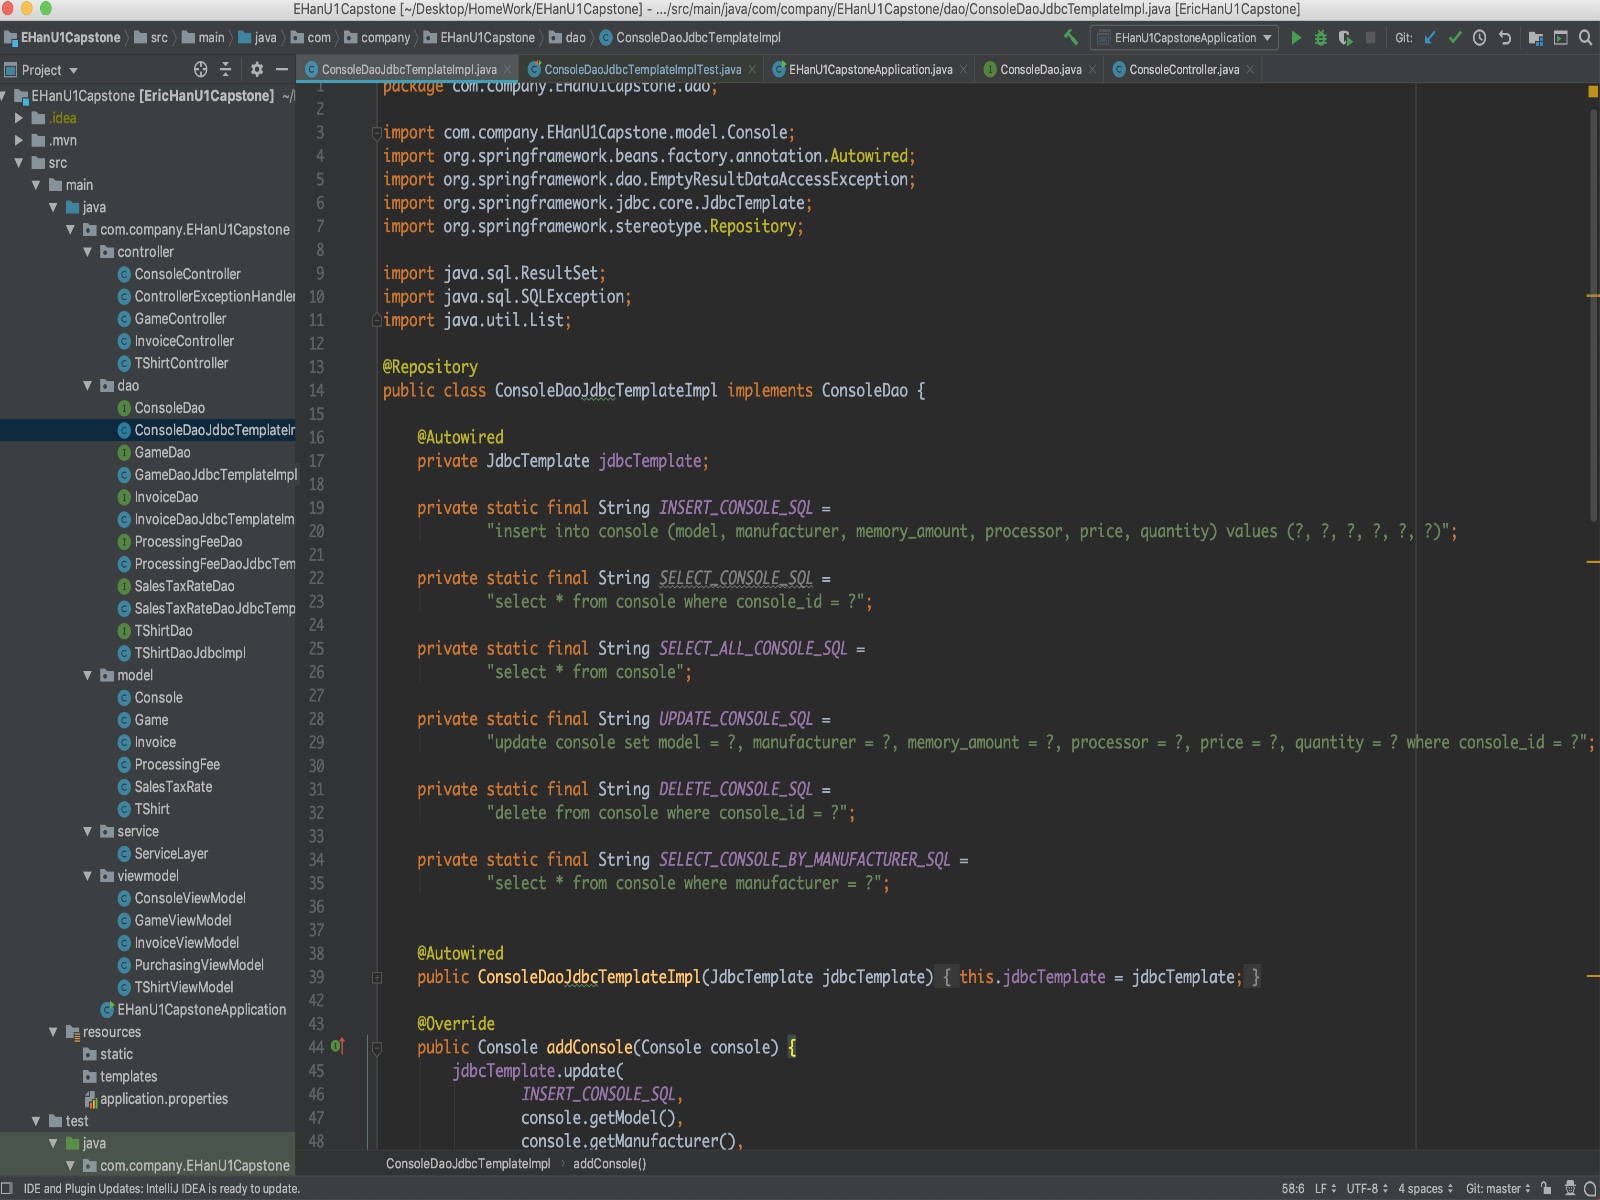 EHanU1Capstone [~/Desktop/HomeWork/EHanU1Capstone] - .../src/main/java/com/company/EHanU1Capstone/dao/ConsoleDaoJdbcTemplateImpl.java [EricHanU1Capstone]
EHanU1Capstone src main java com company EHanU1Capstone dao ConsoleDaoJdbcTemplateImpl EHanU1CapstoneApplication Git:
Project ConsoleDaoJdbcTemplateImpl.java ConsoleDaoJdbcTemplateImplTest.java EHanU1CapstoneApplication.java ConsoleDao.java ConsoleController.java
EHanU1Capstone [EricHanU1Capstone] ~/
.idea
.mvn
src
main
java
com.company.EHanU1Capstone
controller
ConsoleController
ControllerExceptionHandler
GameController
InvoiceController
TShirtController
dao
ConsoleDao
ConsoleDaoJdbcTemplateIr
GameDao
GameDaoJdbcTemplateImpl
InvoiceDao
InvoiceDaoJdbcTemplateIm
ProcessingFeeDao
ProcessingFeeDaoJdbcTem
SalesTaxRateDao
SalesTaxRateDaoJdbcTemp
TShirtDao
TShirtDaoJdbcImpl
model
Console
Game
Invoice
ProcessingFee
SalesTaxRate
TShirt
service
ServiceLayer
viewmodel
ConsoleViewModel
GameViewModel
InvoiceViewModel
PurchasingViewModel
TShirtViewModel
EHanU1CapstoneApplication
resources
static
templates
application.properties
test
java
com.company.EHanU1Capstone
1 package com.company.EHanU1Capstone.dao;
2
3 import com.company.EHanU1Capstone.model.Console;
4 import org.springframework.beans.factory.annotation.Autowired;
5 import org.springframework.dao.EmptyResultDataAccessException;
6 import org.springframework.jdbc.core.JdbcTemplate;
7 import org.springframework.stereotype.Repository;
8
9 import java.sql.ResultSet;
10 import java.sql.SQLException;
11 import java.util.List;
12
13 @Repository
14 public class ConsoleDaoJdbcTemplateImpl implements ConsoleDao {
15
16 @Autowired
17 private JdbcTemplate jdbcTemplate;
18
19 private static final String INSERT_CONSOLE_SQL =
20 "insert into console (model, manufacturer, memory_amount, processor, price, quantity) values (?, ?, ?, ?, ?, ?)";
21
22 private static final String SELECT_CONSOLE_SQL =
23 "select * from console where console_id = ?";
24
25 private static final String SELECT_ALL_CONSOLE_SQL =
26 "select * from console";
27
28 private static final String UPDATE_CONSOLE_SQL =
29 "update console set model = ?, manufacturer = ?, memory_amount = ?, processor = ?, price = ?, quantity = ? where console_id = ?";
30
31 private static final String DELETE_CONSOLE_SQL =
32 "delete from console where console_id = ?";
33
34 private static final String SELECT_CONSOLE_BY_MANUFACTURER_SQL =
35 "select * from console where manufacturer = ?";
36
37
38 @Autowired
39 public ConsoleDaoJdbcTemplateImpl(JdbcTemplate jdbcTemplate) { this.jdbcTemplate = jdbcTemplate; }
42
43 @Override
44 public Console addConsole(Console console) {
45 jdbcTemplate.update(
46 INSERT_CONSOLE_SQL,
47 console.getModel(),
48 console.getManufacturer(),
ConsoleDaoJdbcTemplateImpl addConsole()
IDE and Plugin Updates: IntelliJ IDEA is ready to update. 58:6 LF UTF-8 4 spaces Git: master